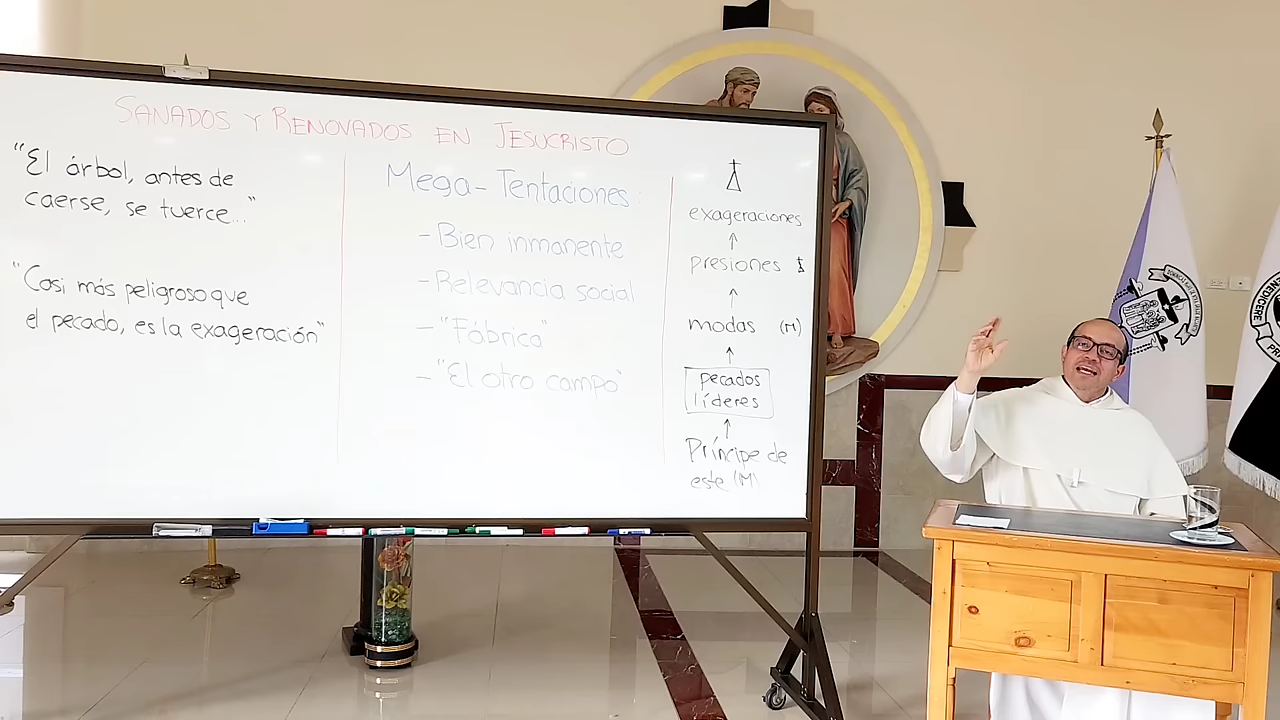 SANADOS Y RENOVADOS EN JESUCRISTO
"El árbol, antes de
caerse, se tuerce..."
"Casi más peligroso que
el pecado, es la exageración"
Mega-Tentaciones:
- Bien inmanente
- Relevancia social
- "Fábrica"
- "El otro campo"
exageraciones
↑
presiones
↑
modas (M)
↑
pecados
líderes
↑
Príncipe de
este (M)
BENEDICERE